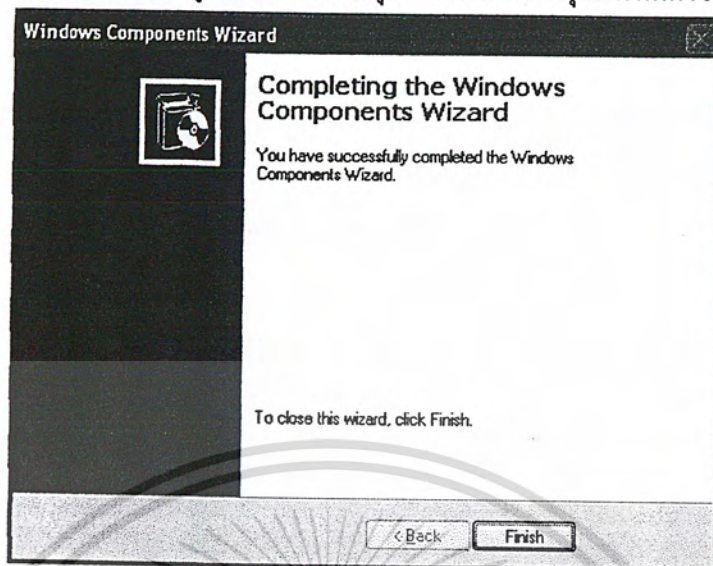 Windows Components Wizard
Completing the Windows
Components Wizard
You have successfully completed the Windows
Components Wizard.
To close this wizard, click Finish.
< Back
Finish